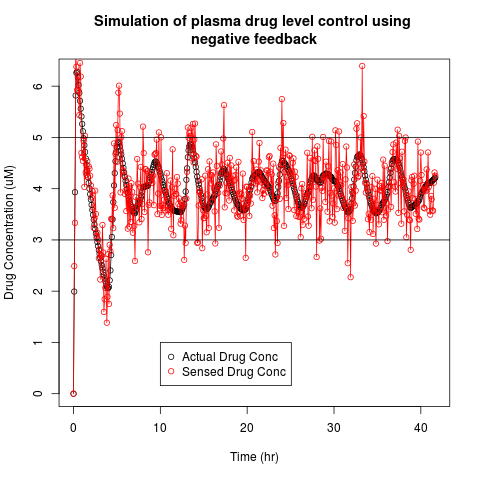 Simulation of plasma drug level control using
negative feedback
Drug Concentration (uM)
6
5
4
3
2
1
0
Actual Drug Conc
Sensed Drug Conc
0 10 20 30 40
Time (hr)